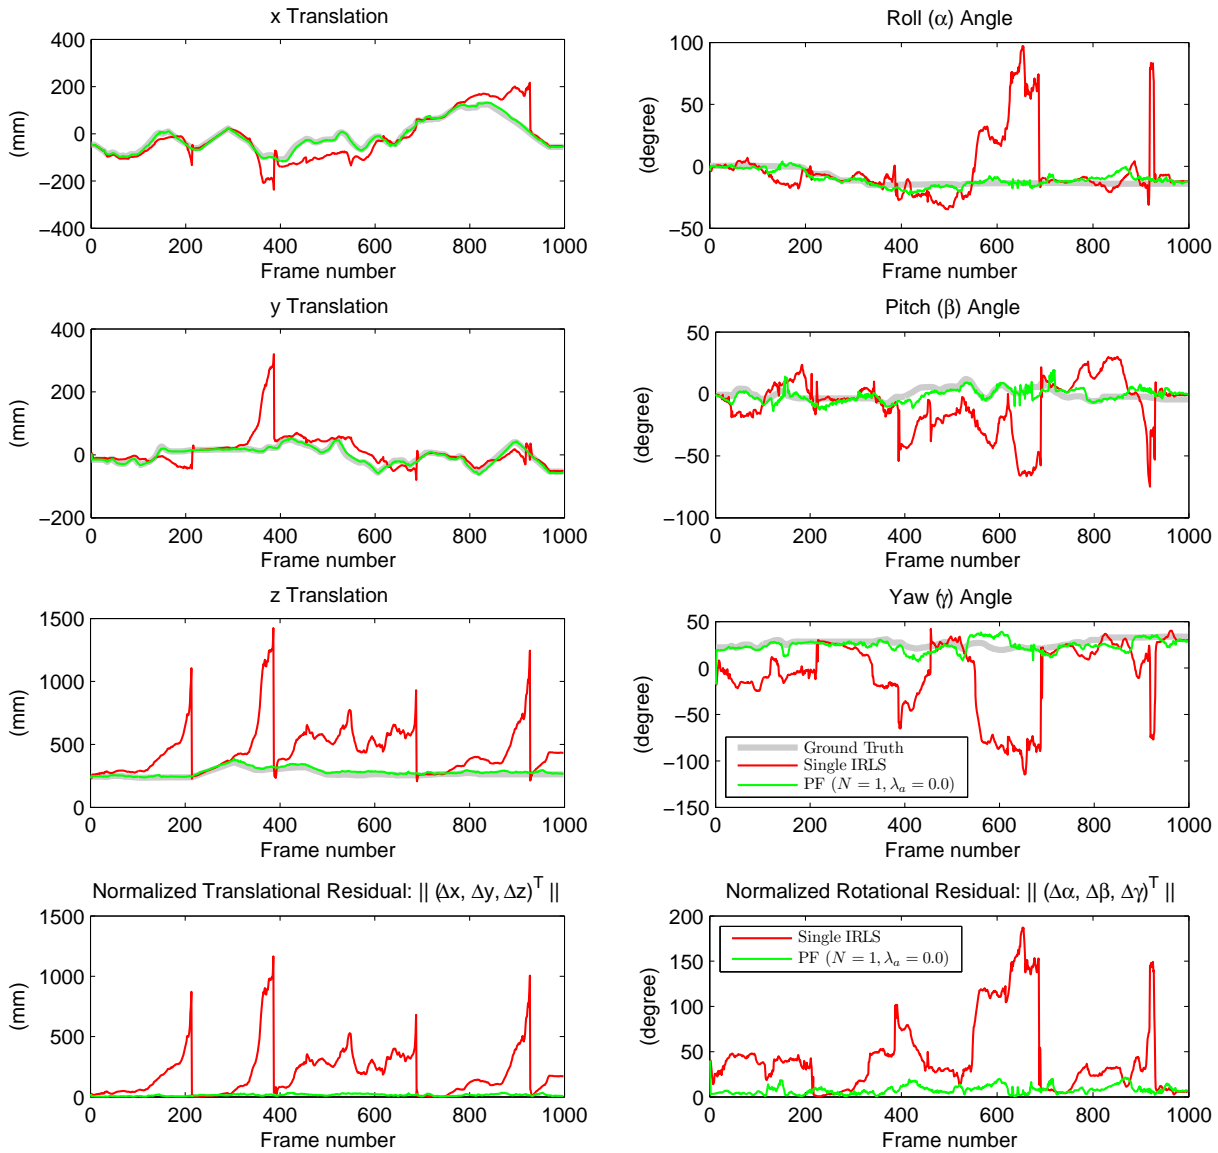 x Translation
400
200
0
−200
−400
(mm)
0 200 400 600 800 1000
Frame number
Roll (α) Angle
100
50
0
−50
(degree)
0 200 400 600 800 1000
Frame number
y Translation
400
200
0
−200
(mm)
0 200 400 600 800 1000
Frame number
Pitch (β) Angle
50
0
−50
−100
(degree)
0 200 400 600 800 1000
Frame number
z Translation
1500
1000
500
0
(mm)
0 200 400 600 800 1000
Frame number
Yaw (γ) Angle
50
0
−50
−100
−150
(degree)
Ground Truth
Single IRLS
PF (N = 1, λa = 0.0)
0 200 400 600 800 1000
Frame number
Normalized Translational Residual: || (Δx, Δy, Δz)T ||
1500
1000
500
0
(mm)
0 200 400 600 800 1000
Frame number
Normalized Rotational Residual: || (Δα, Δβ, Δγ)T ||
200
150
100
50
0
(degree)
Single IRLS
PF (N = 1, λa = 0.0)
0 200 400 600 800 1000
Frame number